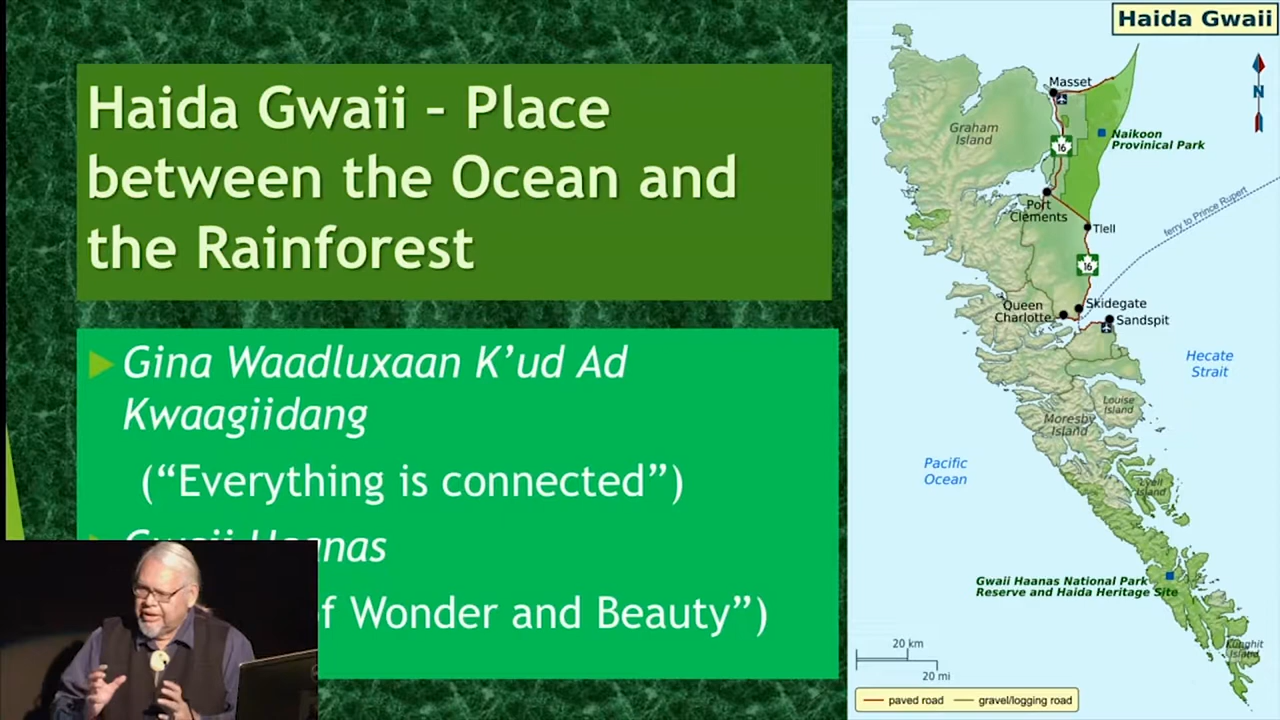 Haida Gwaii – Place
between the Ocean and
the Rainforest
Gina Waadluxaan K’ud Ad
Kwaagiidang
(“Everything is connected”)
Wonder and Beauty”)
Haida Gwaii
N
Masset
Graham
Island
16
Naikoon
Provinical Park
Port
Clements
Tlell
ferry to Prince Rupert
16
Queen
Charlotte
Skidegate
Sandspit
Hecate
Strait
Louise
Island
Moresby
Island
Pacific
Ocean
Lyell
Island
Gwaii Haanas National Park
Reserve and Haida Heritage Site
Kunghit
Island
20 km
20 mi
paved road
gravel/logging road